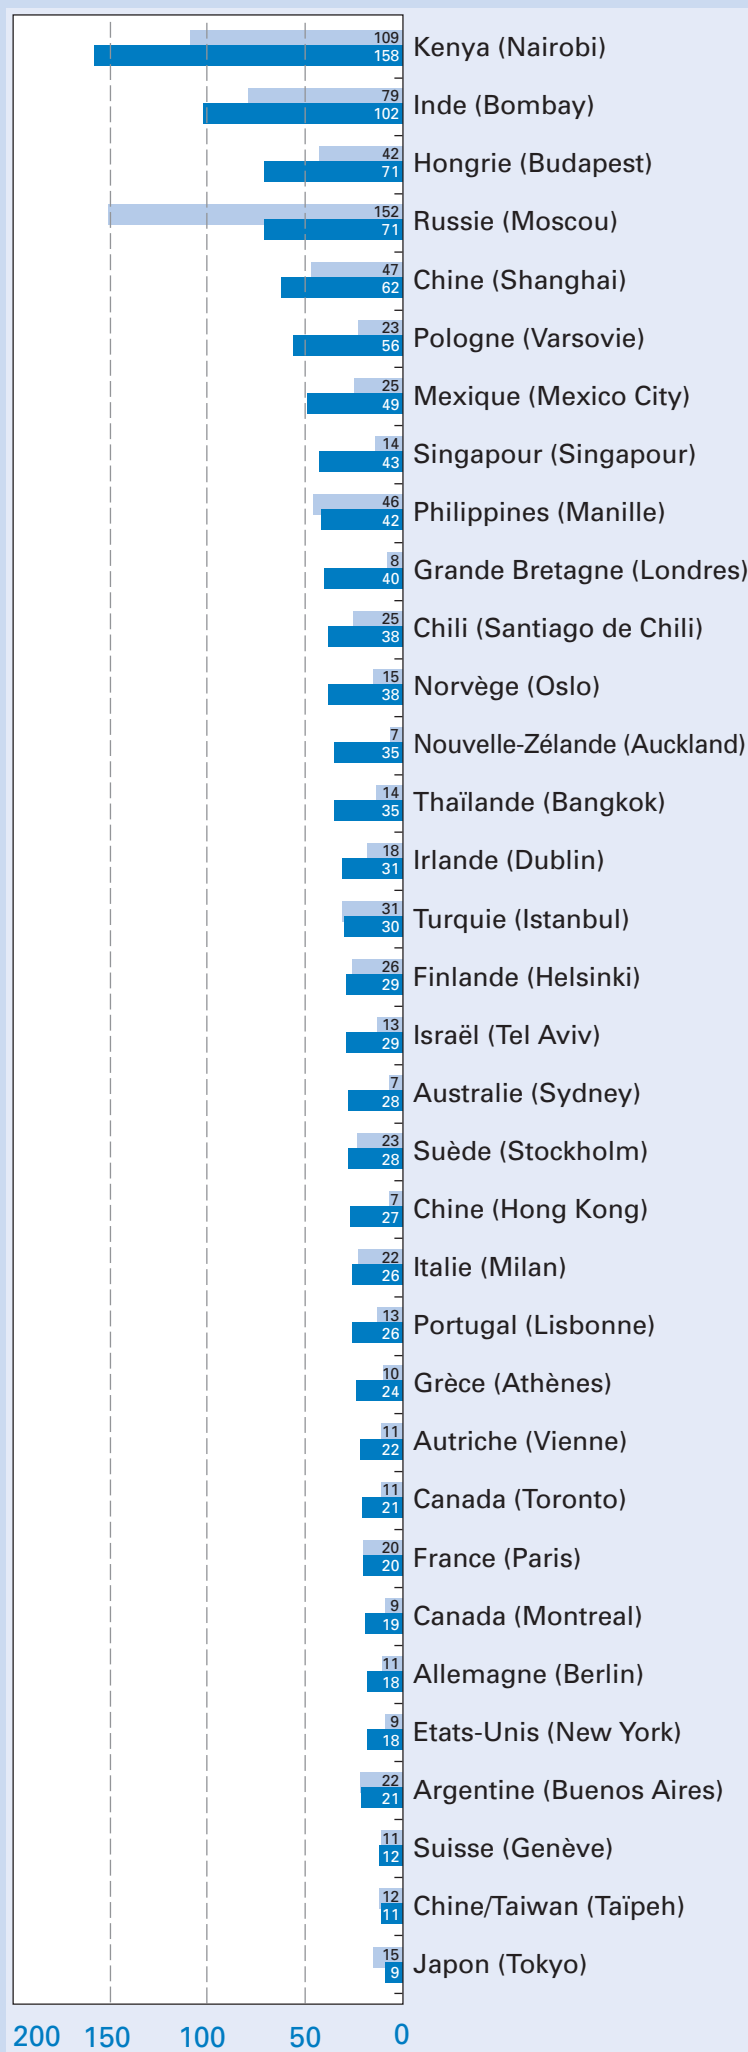 109
158 Kenya (Nairobi)
79
102 Inde (Bombay)
42
71 Hongrie (Budapest)
152
71 Russie (Moscou)
47
62 Chine (Shanghai)
23
56 Pologne (Varsovie)
25
49 Mexique (Mexico City)
14
43 Singapour (Singapour)
46
42 Philippines (Manille)
8
40 Grande Bretagne (Londres)
25
38 Chili (Santiago de Chili)
15
38 Norvège (Oslo)
7
35 Nouvelle-Zélande (Auckland)
14
35 Thaïlande (Bangkok)
18
31 Irlande (Dublin)
31
30 Turquie (Istanbul)
26
29 Finlande (Helsinki)
13
29 Israël (Tel Aviv)
7
28 Australie (Sydney)
23
28 Suède (Stockholm)
7
27 Chine (Hong Kong)
22
26 Italie (Milan)
13
26 Portugal (Lisbonne)
10
24 Grèce (Athènes)
11
22 Autriche (Vienne)
11
21 Canada (Toronto)
20
20 France (Paris)
9
19 Canada (Montreal)
11
18 Allemagne (Berlin)
9
18 Etats-Unis (New York)
22
21 Argentine (Buenos Aires)
11
12 Suisse (Genève)
12
11 Chine/Taiwan (Taïpeh)
15
9 Japon (Tokyo)
200 150 100 50 0